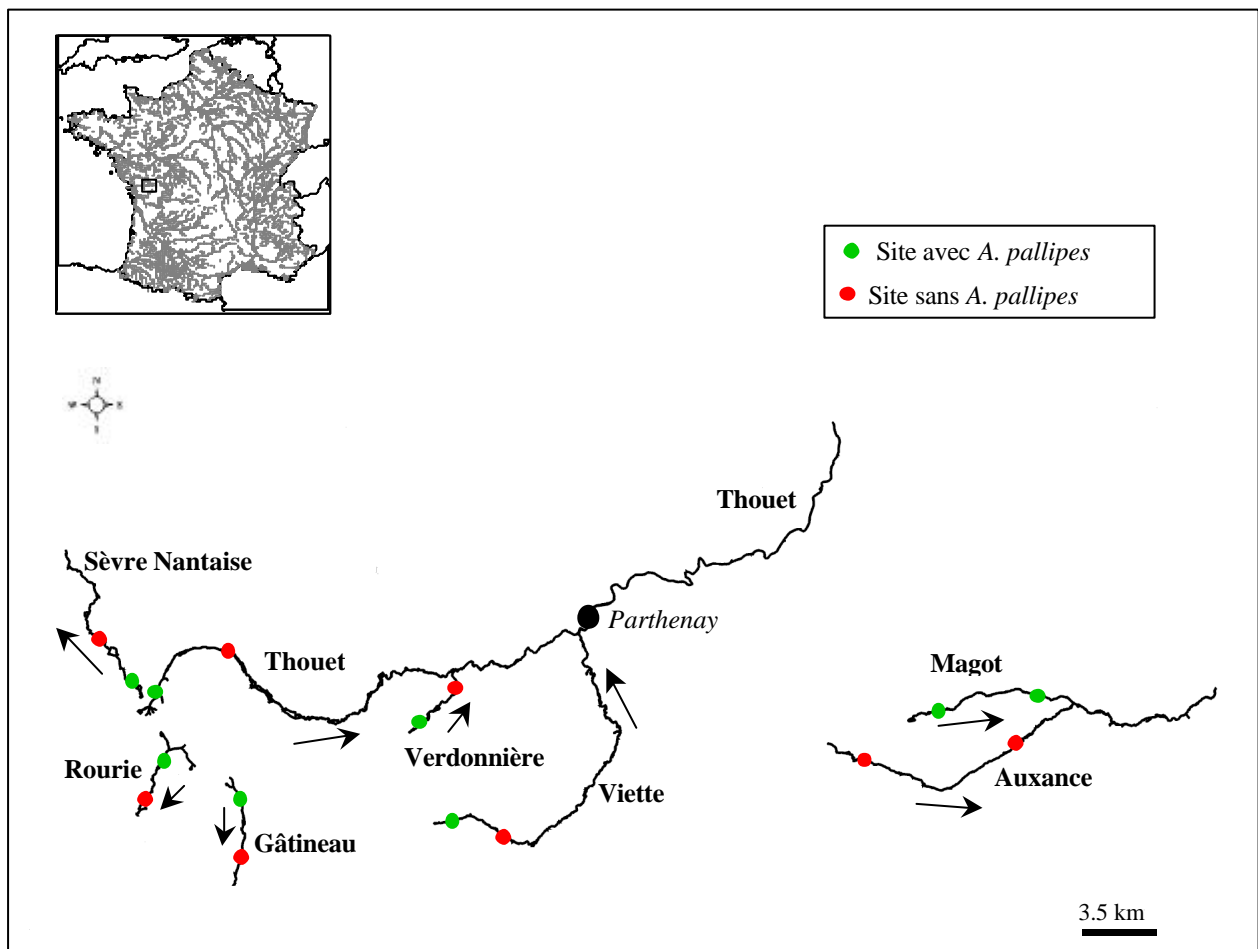 Site avec A. pallipes
Site sans A. pallipes
Thouet
Sèvre Nantaise
Parthenay
Thouet
Magot
Rourie
Verdonnière
Viette
Auxance
Gâtineau
3.5 km